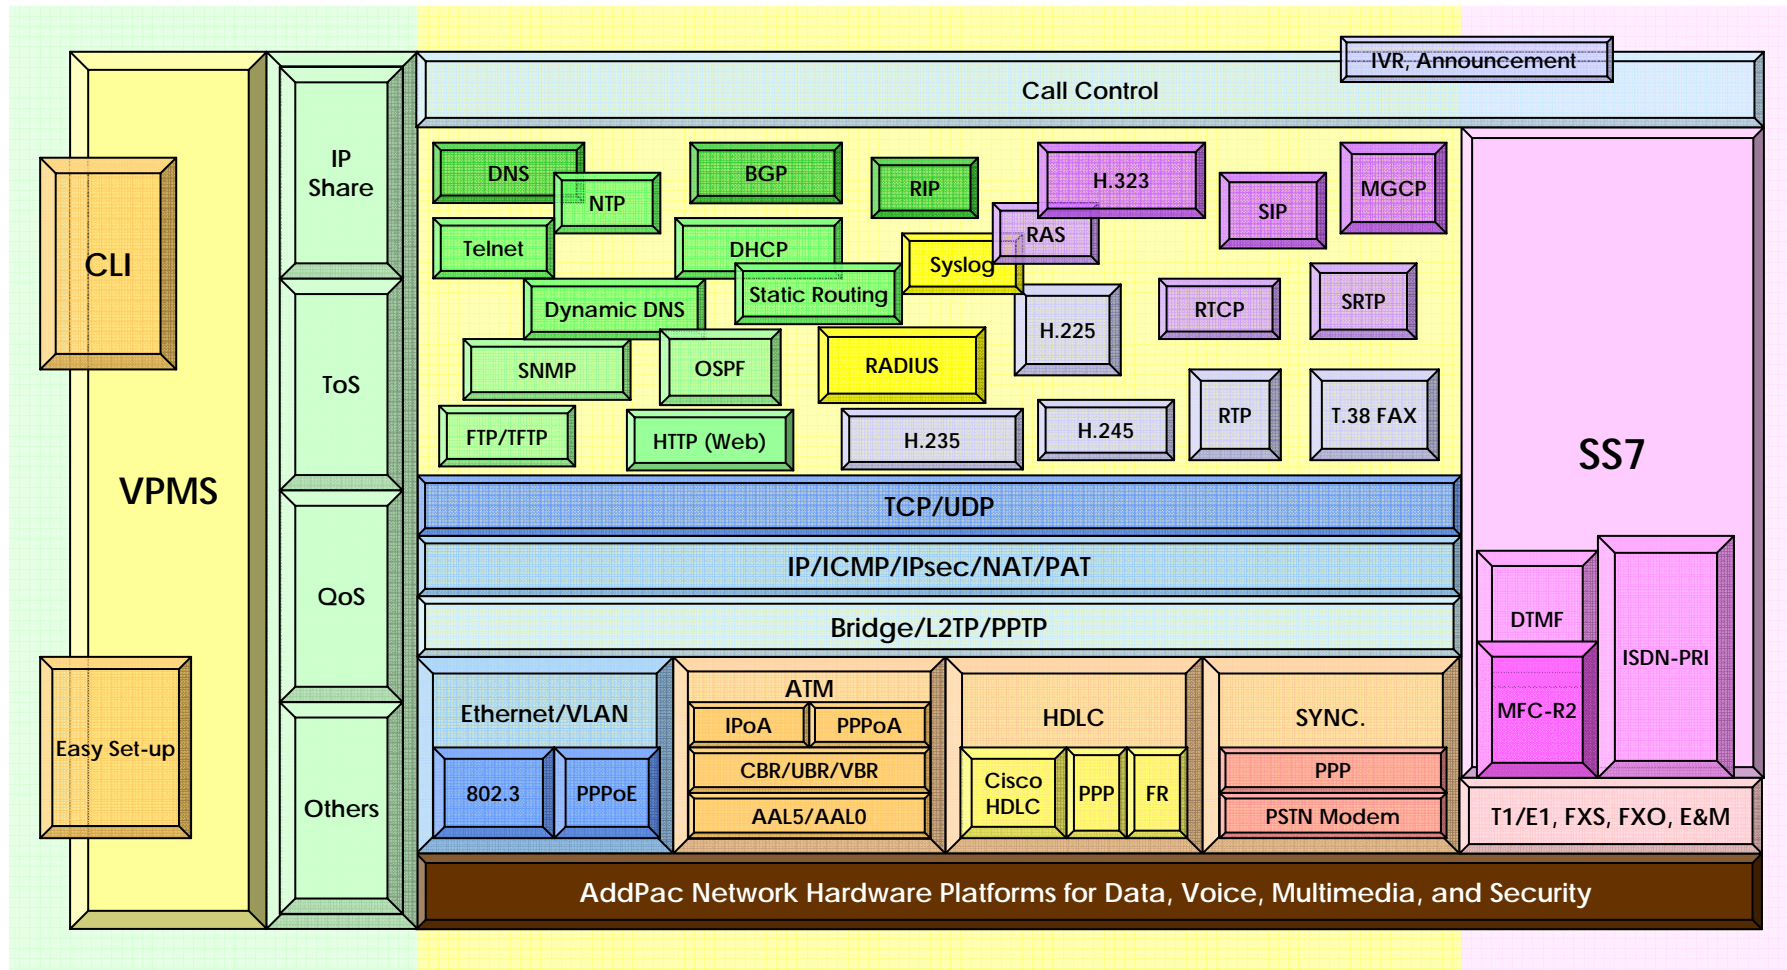 IVR, Announcement
Call Control
CLI
VPMS
Easy Set-up
IP
Share
ToS
QoS
Others
DNS
NTP
BGP
RIP
H.323
SIP
MGCP
Telnet
DHCP
Syslog
RAS
Dynamic DNS
Static Routing
H.225
RTCP
SRTP
SNMP
OSPF
RADIUS
RTP
T.38 FAX
FTP/TFTP
HTTP (Web)
H.235
H.245
TCP/UDP
IP/ICMP/IPsec/NAT/PAT
Bridge/L2TP/PPTP
Ethernet/VLAN
802.3
PPPoE
ATM
IPoA
PPPoA
CBR/UBR/VBR
AAL5/AAL0
HDLC
Cisco
HDLC
PPP
FR
SYNC.
PPP
PSTN Modem
SS7
DTMF
MFC-R2
ISDN-PRI
T1/E1, FXS, FXO, E&M
AddPac Network Hardware Platforms for Data, Voice, Multimedia, and Security